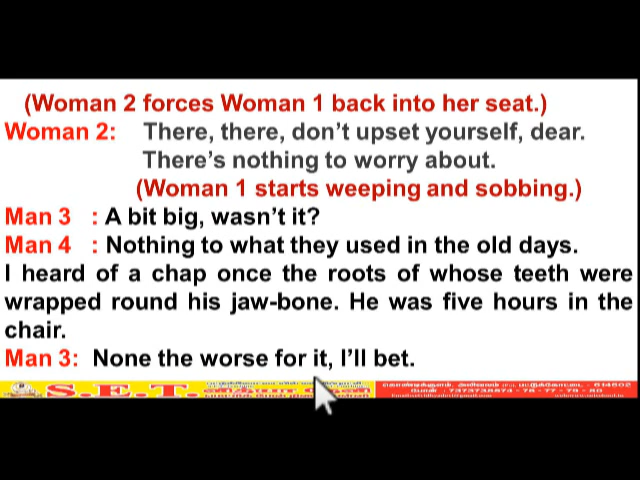 (Woman 2 forces Woman 1 back into her seat.)
Woman 2: There, there, don't upset yourself, dear.
There's nothing to worry about.
(Woman 1 starts weeping and sobbing.)
Man 3 : A bit big, wasn't it?
Man 4 : Nothing to what they used in the old days.
I heard of a chap once the roots of whose teeth were
wrapped round his jaw-bone. He was five hours in the
chair.
Man 3: None the worse for it, I'll bet.
S.E.T.